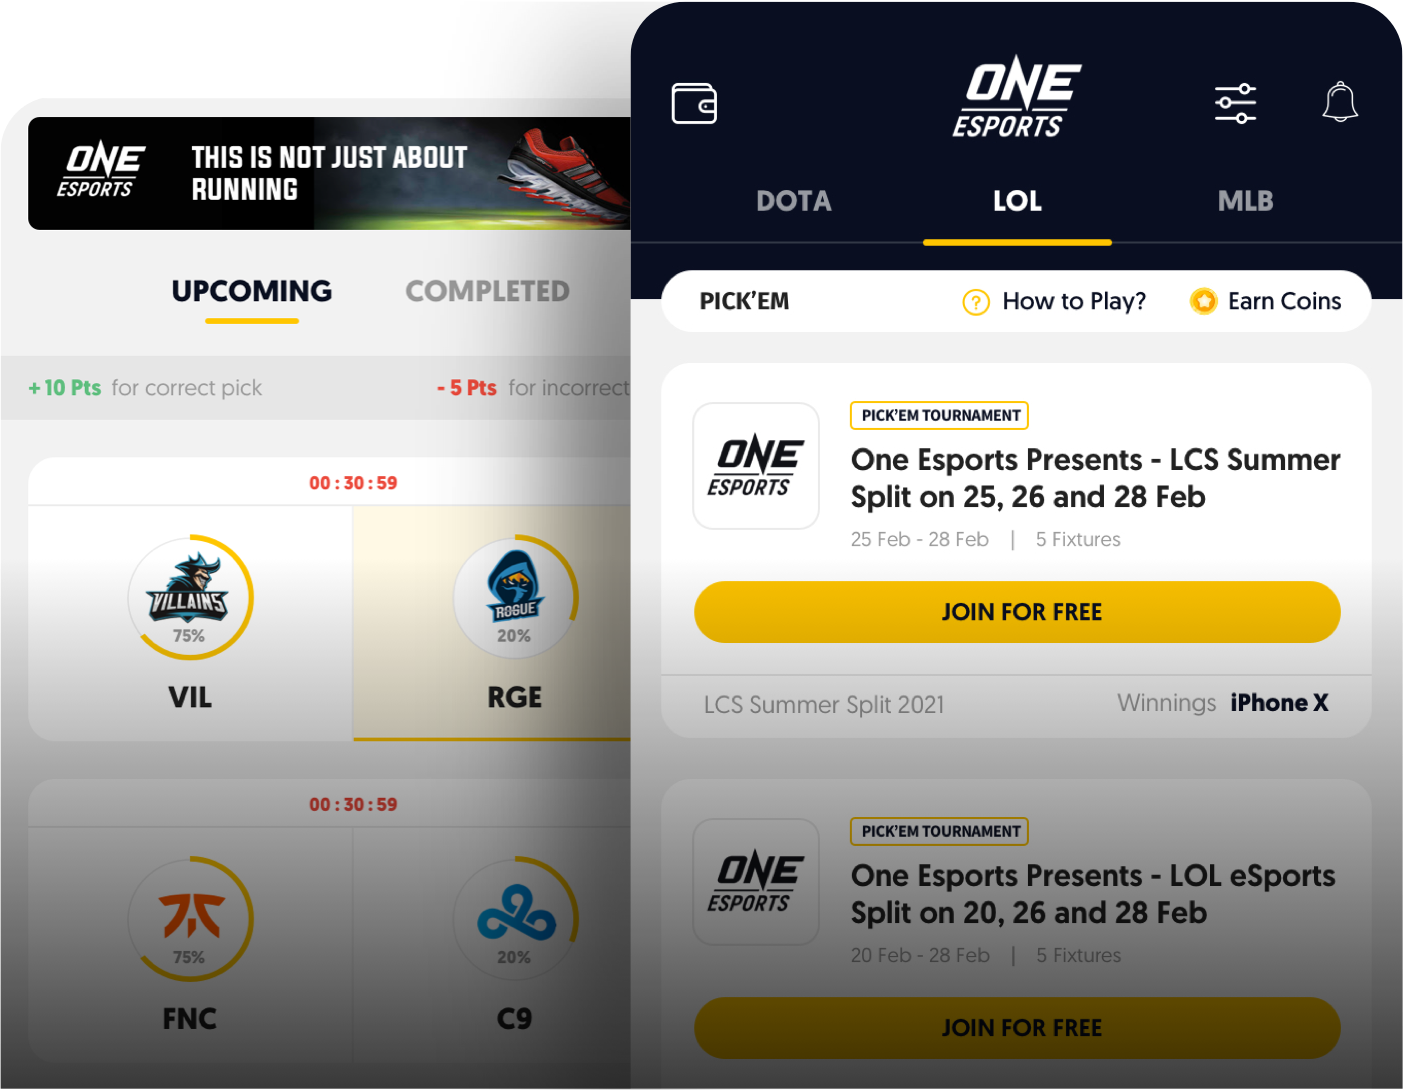 ONE
ESPORTS
THIS IS NOT JUST ABOUT
RUNNING
UPCOMING
COMPLETED
+ 10 Pts for correct pick
- 5 Pts for incorrect
00 : 30 : 59
VILLAINS
75%
VIL
ROGUE
20%
RGE
00 : 30 : 59
75%
FNC
20%
C9
ONE
ESPORTS
DOTA
LOL
MLB
PICK'EM
? How to Play?
Earn Coins
ONE
ESPORTS
PICK'EM TOURNAMENT
One Esports Presents - LCS Summer
Split on 25, 26 and 28 Feb
25 Feb - 28 Feb | 5 Fixtures
JOIN FOR FREE
LCS Summer Split 2021
Winnings iPhone X
ONE
ESPORTS
PICK'EM TOURNAMENT
One Esports Presents - LOL eSports
Split on 20, 26 and 28 Feb
20 Feb - 28 Feb | 5 Fixtures
JOIN FOR FREE